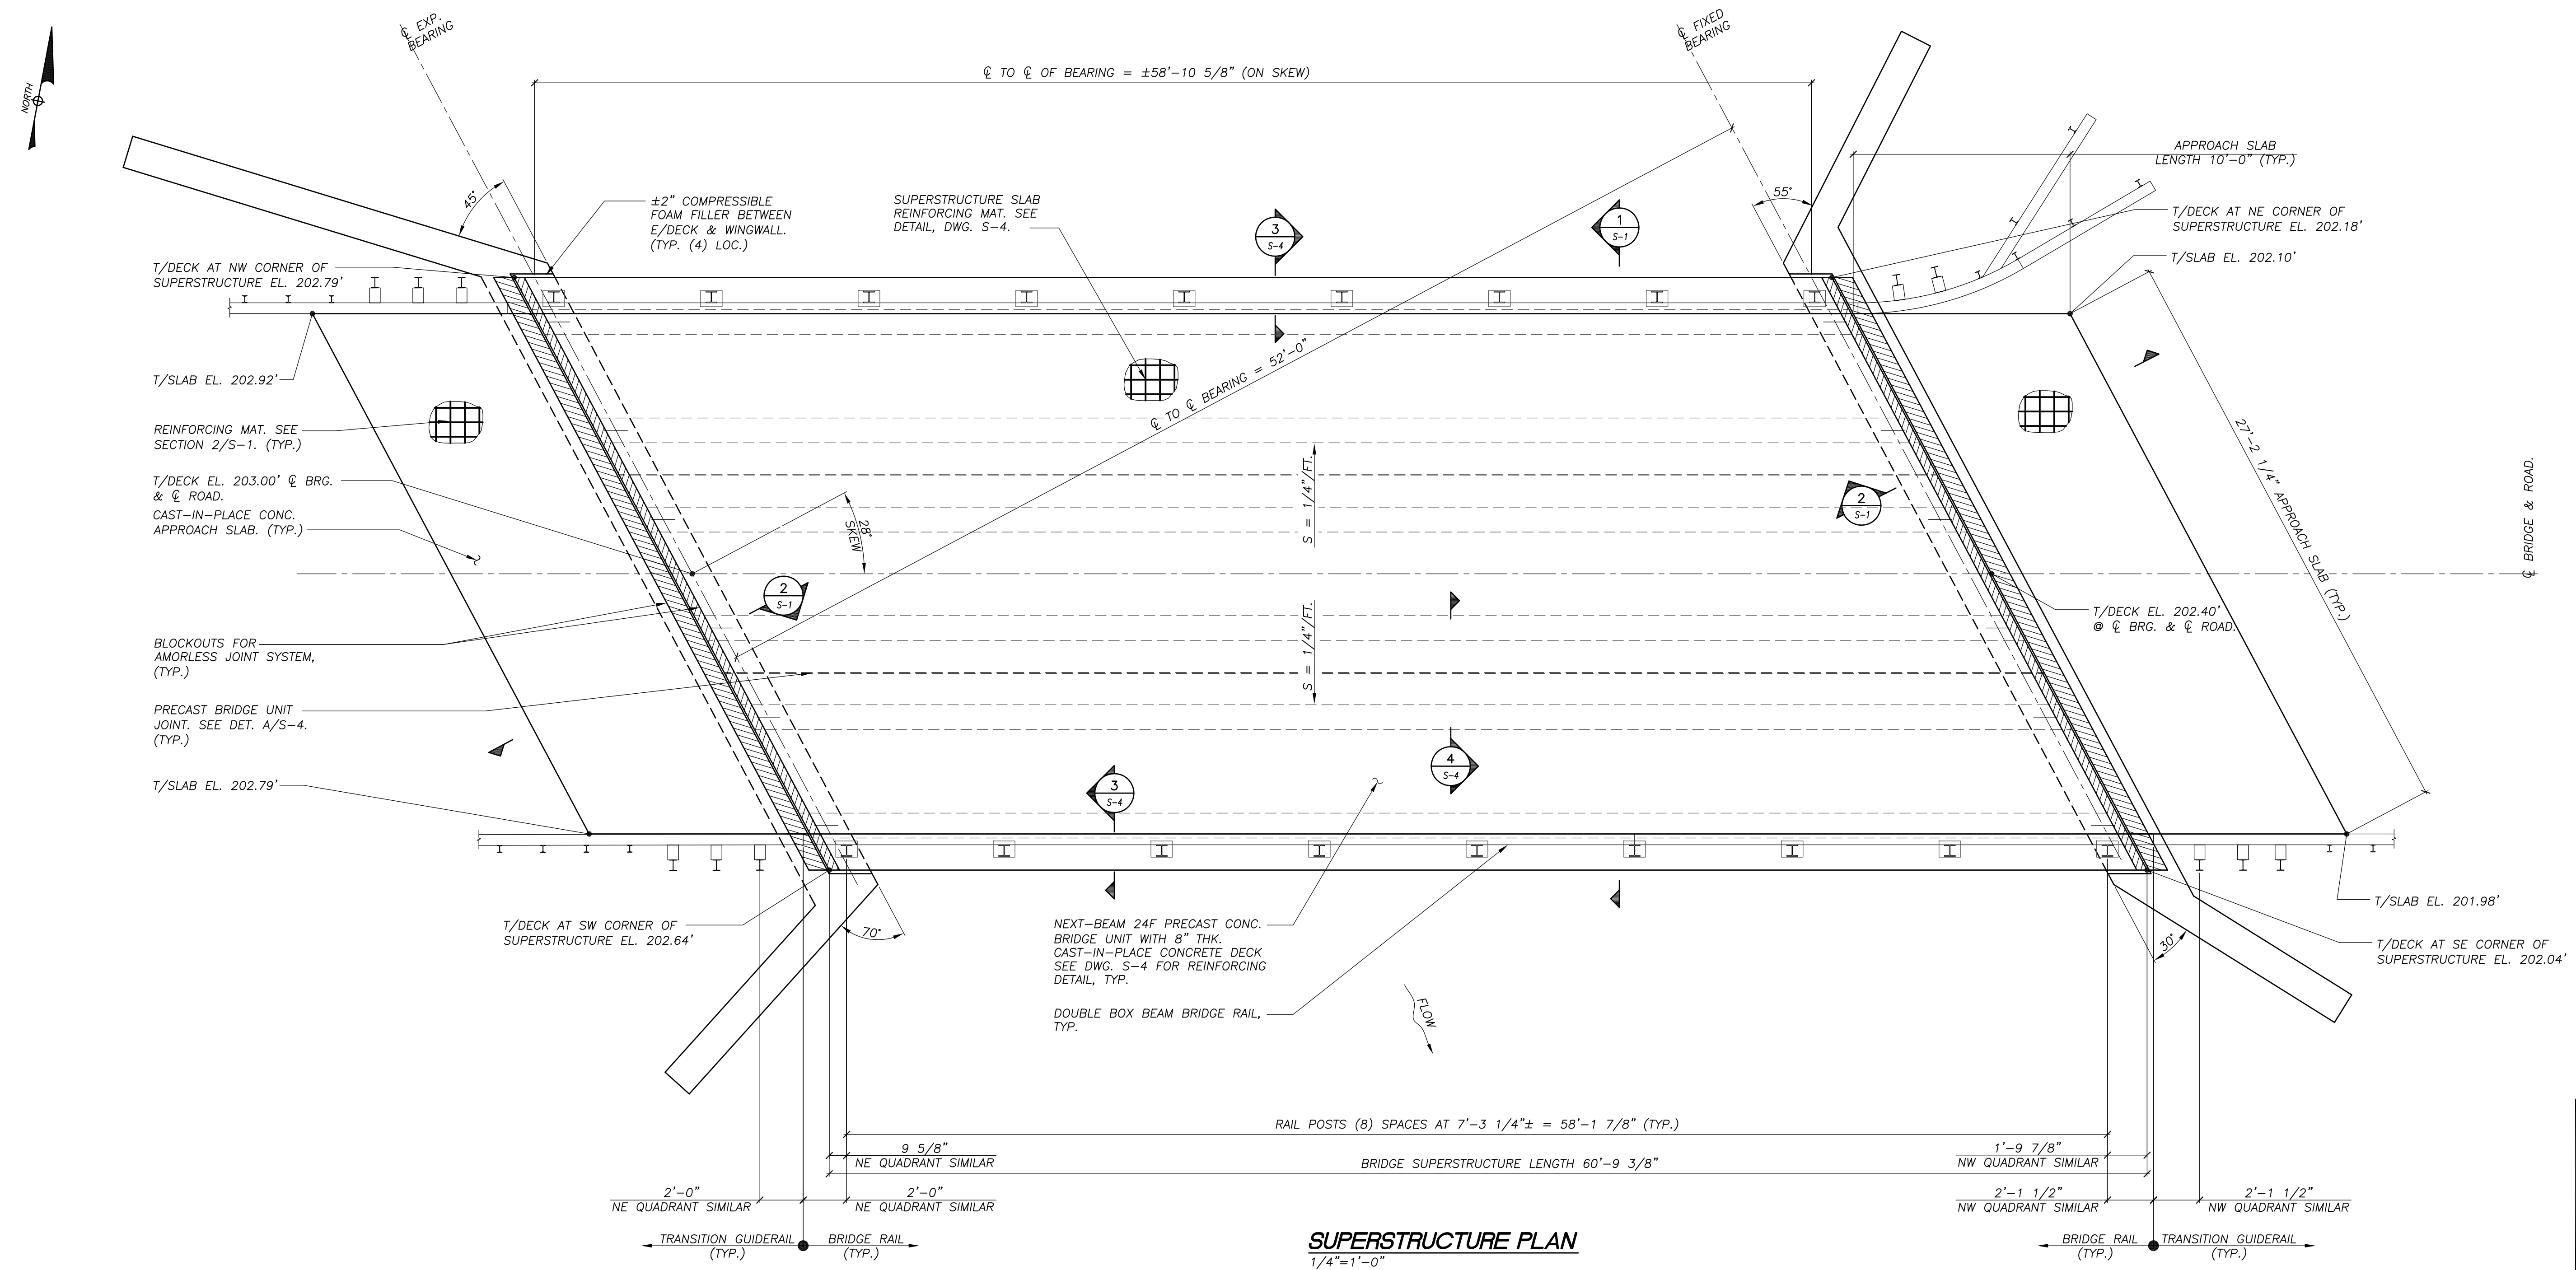 NORTH
℄ EXP.
BEARING
℄ FIXED
BEARING
℄ TO ℄ OF BEARING = ±58'-10 5/8" (ON SKEW)
APPROACH SLAB
LENGTH 10'-0" (TYP.)
45°
±2" COMPRESSIBLE
FOAM FILLER BETWEEN
E/DECK & WINGWALL.
(TYP. (4) LOC.)
SUPERSTRUCTURE SLAB
REINFORCING MAT. SEE
DETAIL, DWG. S-4.
3
S-4
1
S-1
55°
T/DECK AT NE CORNER OF
SUPERSTRUCTURE EL. 202.18'
T/SLAB EL. 202.10'
T/DECK AT NW CORNER OF
SUPERSTRUCTURE EL. 202.79'
T/SLAB EL. 202.92'
REINFORCING MAT. SEE
SECTION 2/S-1. (TYP.)
T/DECK EL. 203.00' ℄ BRG.
& ℄ ROAD.
CAST-IN-PLACE CONC.
APPROACH SLAB. (TYP.)
℄ TO ℄ BEARING = 52'-0"
S = 1/4"/FT.
28°
SKEW
2
S-1
2
S-1
27'-2 1/4" APPROACH SLAB (TYP.)
℄ BRIDGE & ROAD.
S = 1/4"/FT.
T/DECK EL. 202.40'
@ ℄ BRG. & ℄ ROAD.
BLOCKOUTS FOR
AMORLESS JOINT SYSTEM,
(TYP.)
PRECAST BRIDGE UNIT
JOINT. SEE DET. A/S-4.
(TYP.)
T/SLAB EL. 202.79'
3
S-4
4
S-4
T/DECK AT SW CORNER OF
SUPERSTRUCTURE EL. 202.64'
70°
NEXT-BEAM 24F PRECAST CONC.
BRIDGE UNIT WITH 8" THK.
CAST-IN-PLACE CONCRETE DECK
SEE DWG. S-4 FOR REINFORCING
DETAIL, TYP.
DOUBLE BOX BEAM BRIDGE RAIL,
TYP.
FLOW
30°
T/SLAB EL. 201.98'
T/DECK AT SE CORNER OF
SUPERSTRUCTURE EL. 202.04'
RAIL POSTS (8) SPACES AT 7'-3 1/4"± = 58'-1 7/8" (TYP.)
9 5/8"
NE QUADRANT SIMILAR
BRIDGE SUPERSTRUCTURE LENGTH 60'-9 3/8"
1'-9 7/8"
NW QUADRANT SIMILAR
2'-0"
NE QUADRANT SIMILAR
2'-0"
NE QUADRANT SIMILAR
2'-1 1/2"
NW QUADRANT SIMILAR
2'-1 1/2"
NW QUADRANT SIMILAR
TRANSITION GUIDERAIL
(TYP.)
BRIDGE RAIL
(TYP.)
SUPERSTRUCTURE PLAN
1/4"=1'-0"
BRIDGE RAIL
(TYP.)
TRANSITION GUIDERAIL
(TYP.)